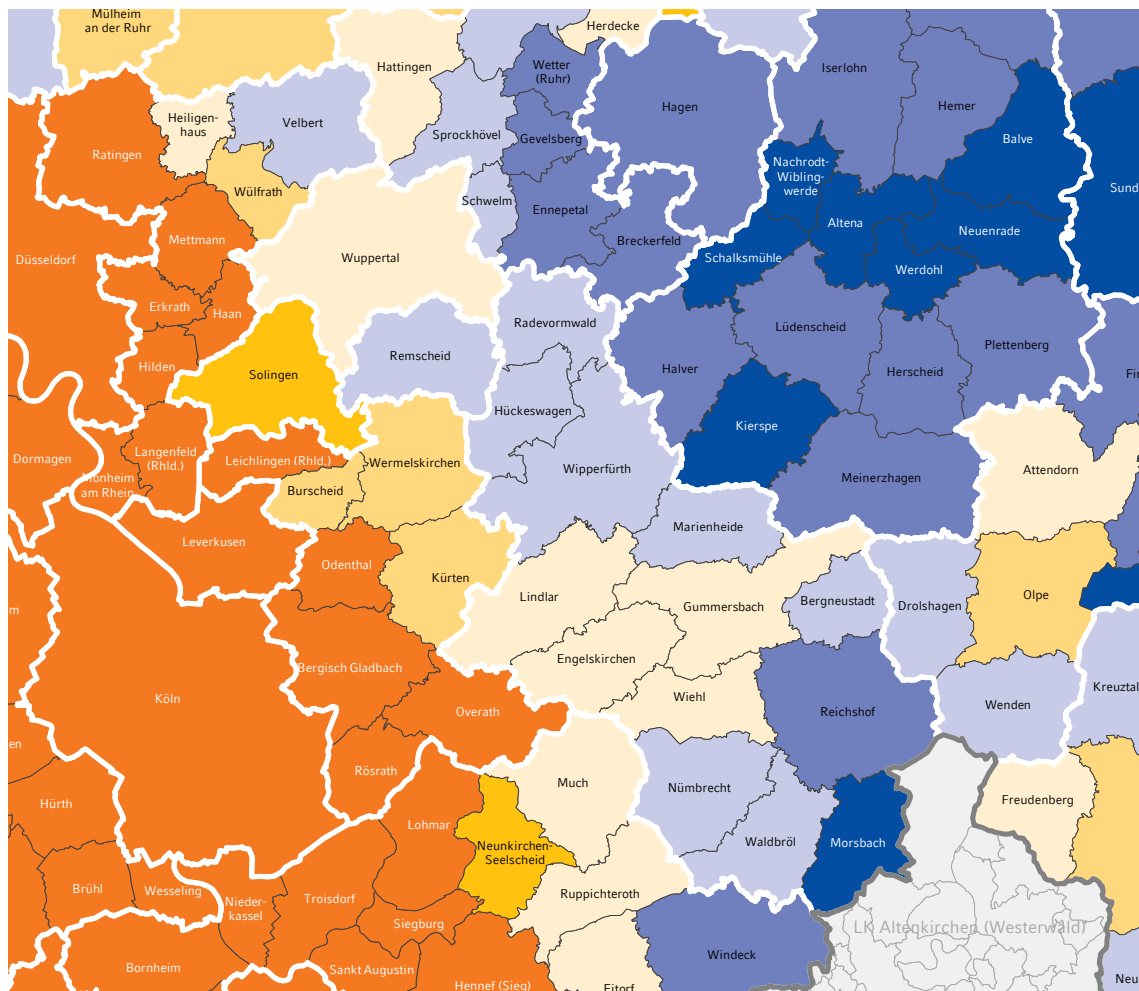 Mülheim
an der Ruhr
Herdecke
Hattingen
Wetter
(Ruhr)
Iserlohn
Hagen
Hemer
Heiligen-
haus
Velbert
Sprockhövel
Gevelsberg
Balve
Ratingen
Nachrodt-
Wibling-
werde
Wülfrath
Schwelm
Ennepetal
Sund
Altena
Mettmann
Breckerfeld
Neuenrade
Düsseldorf
Wuppertal
Schalksmühle
Werdohl
Erkrath
Haan
Radevormwald
Lüdenscheid
Plettenberg
Remscheid
Hilden
Solingen
Halver
Herscheid
Fin
Hückeswagen
Kierspe
Dormagen
Langenfeld
(Rhld.)
Leichlingen (Rhld.)
Wermelskirchen
Wipperfürth
Attendorn
Monheim
am Rhein
Burscheid
Meinerzhagen
Marienheide
Leverkusen
Odenthal
Kürten
Lindlar
Gummersbach
Bergneustadt
Drolshagen
Olpe
m
Engelskirchen
Bergisch Gladbach
Wiehl
Kreuztal
Köln
Overath
Reichshof
Wenden
en
Rösrath
Much
Nümbrecht
Hürth
Freudenberg
Lohmar
Neunkirchen-
Seelscheid
Waldbröl
Morsbach
Brühl
Wesseling
Nieder-
kassel
Troisdorf
Ruppichteroth
Siegburg
LK Altenkirchen (Westerwald)
Windeck
Bornheim
Sankt Augustin
Hennef (Sieg)
Eitorf
Neu